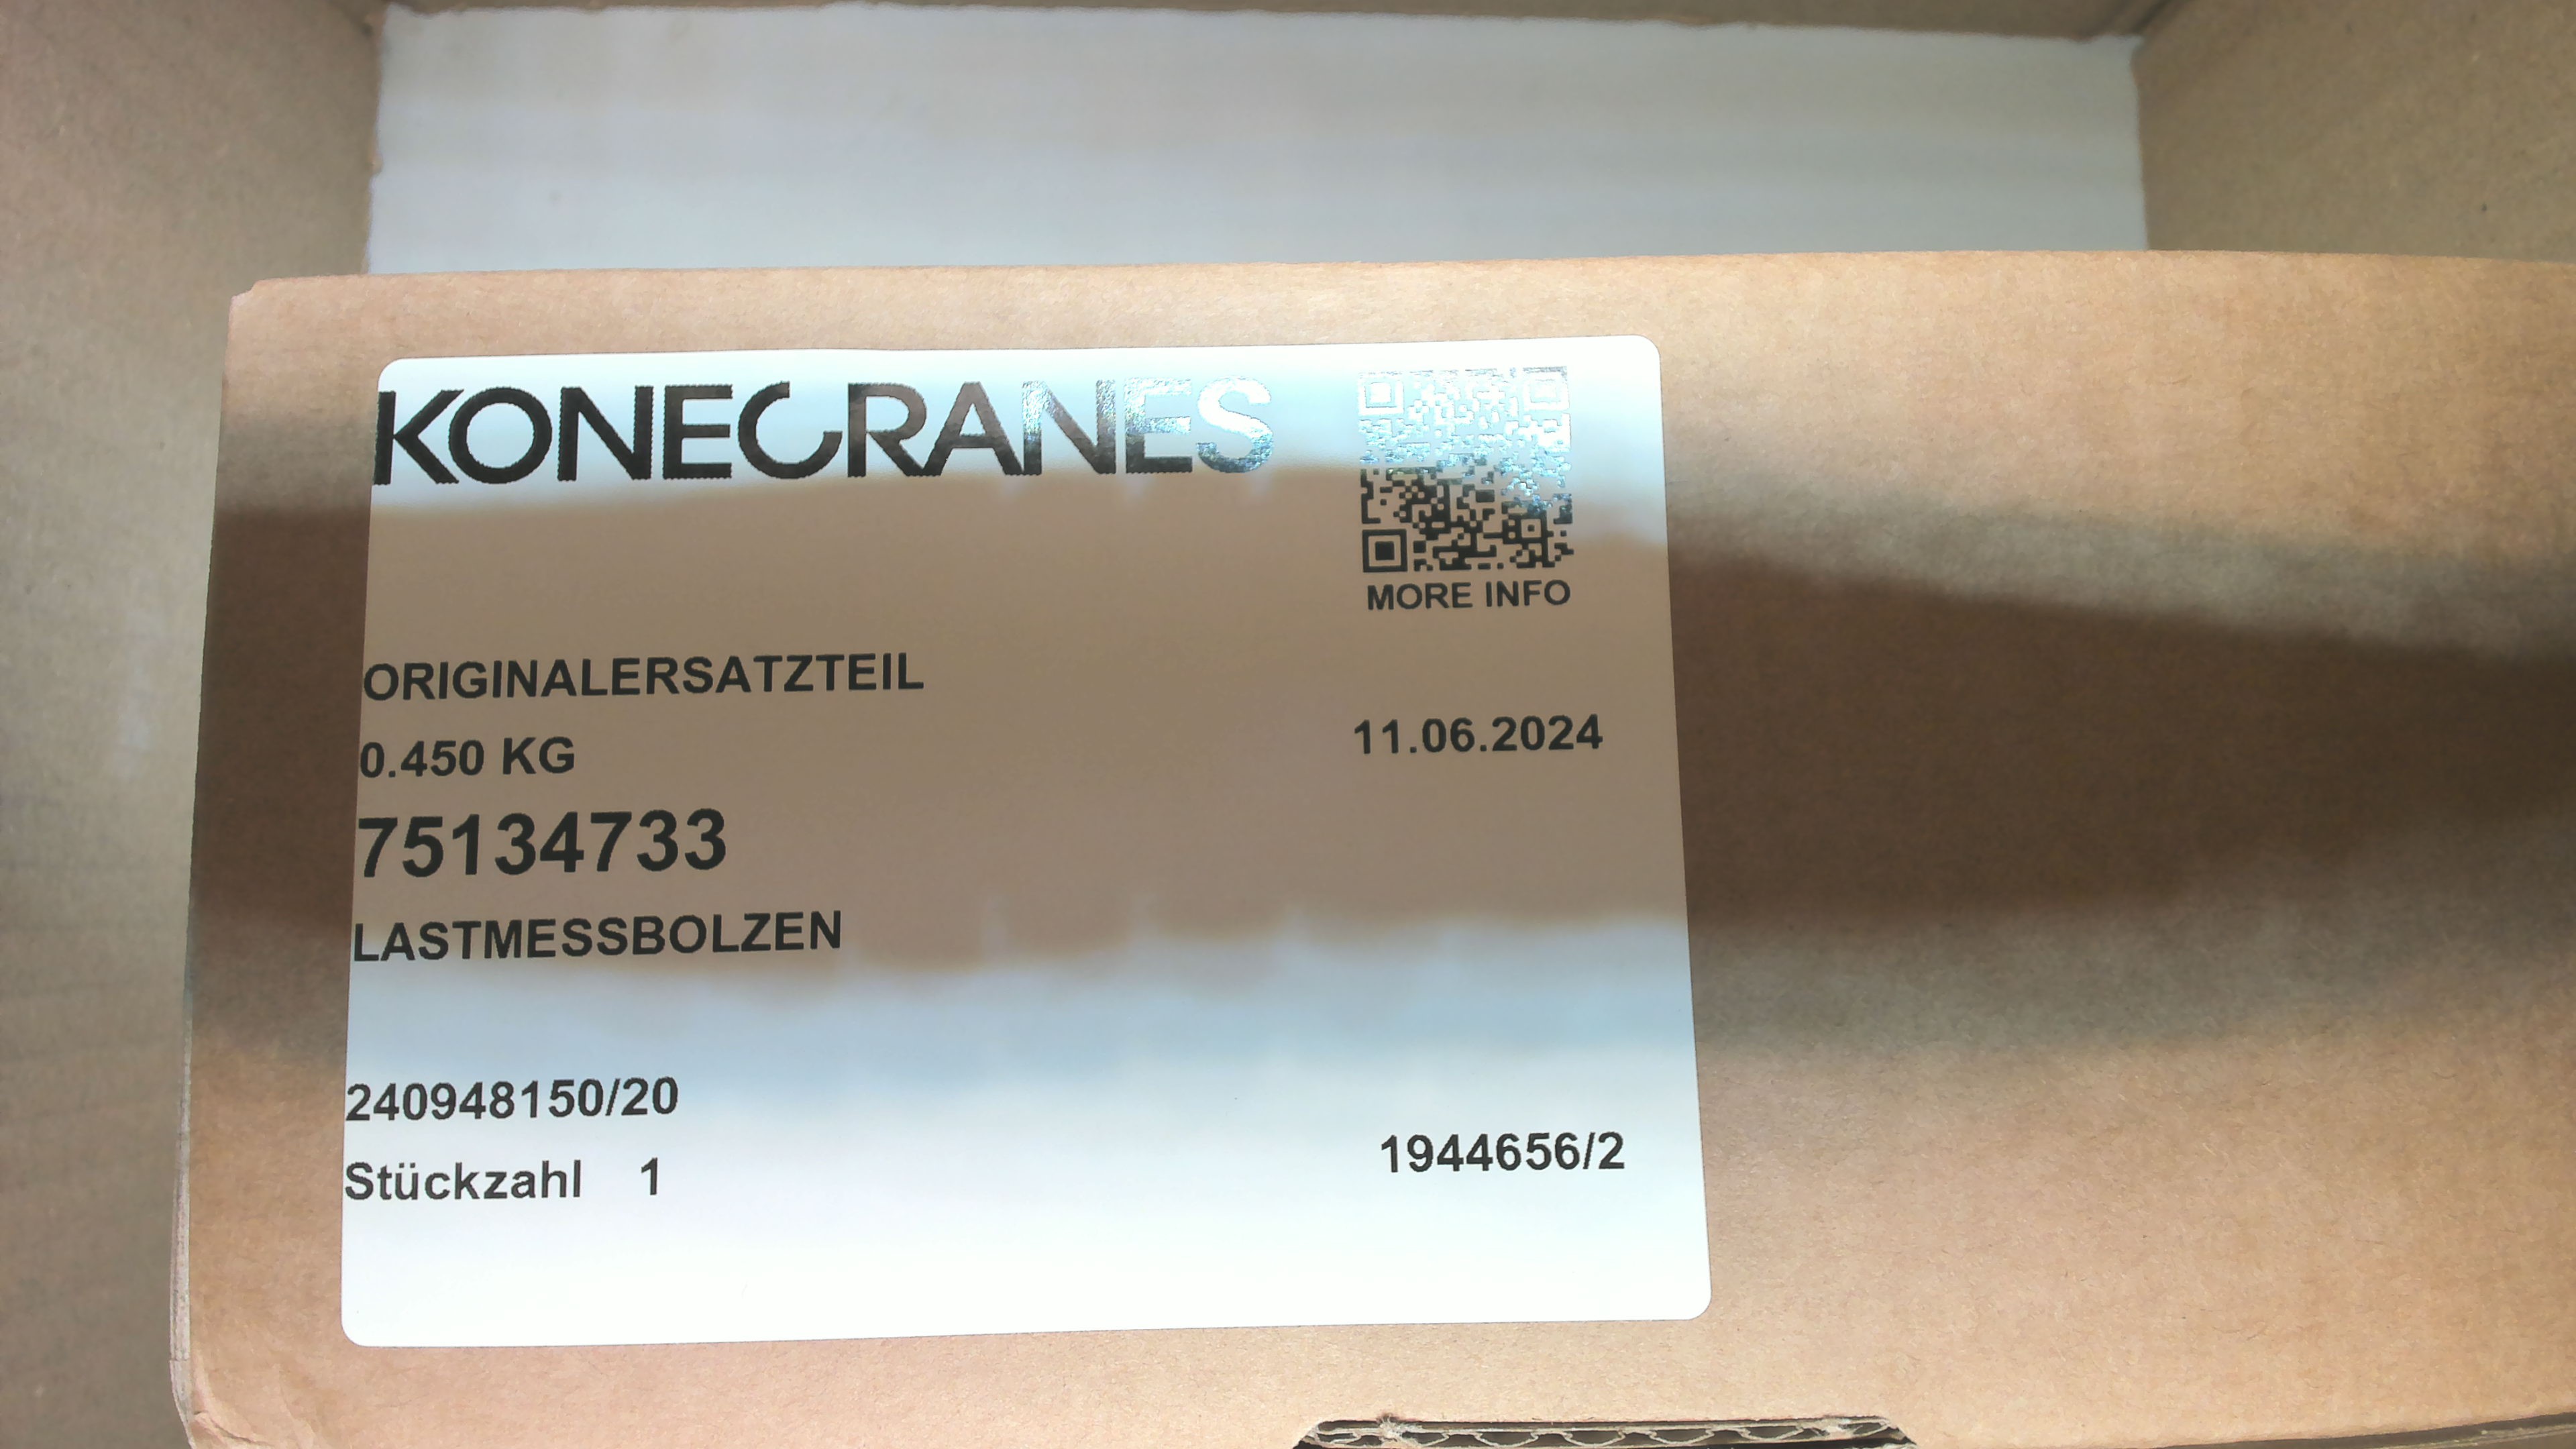 KONECRANES
MORE INFO
ORIGINALERSATZTEIL
0.450 KG
11.06.2024
75134733
LASTMESSBOLZEN
240948150/20
Stückzahl 1
1944656/2